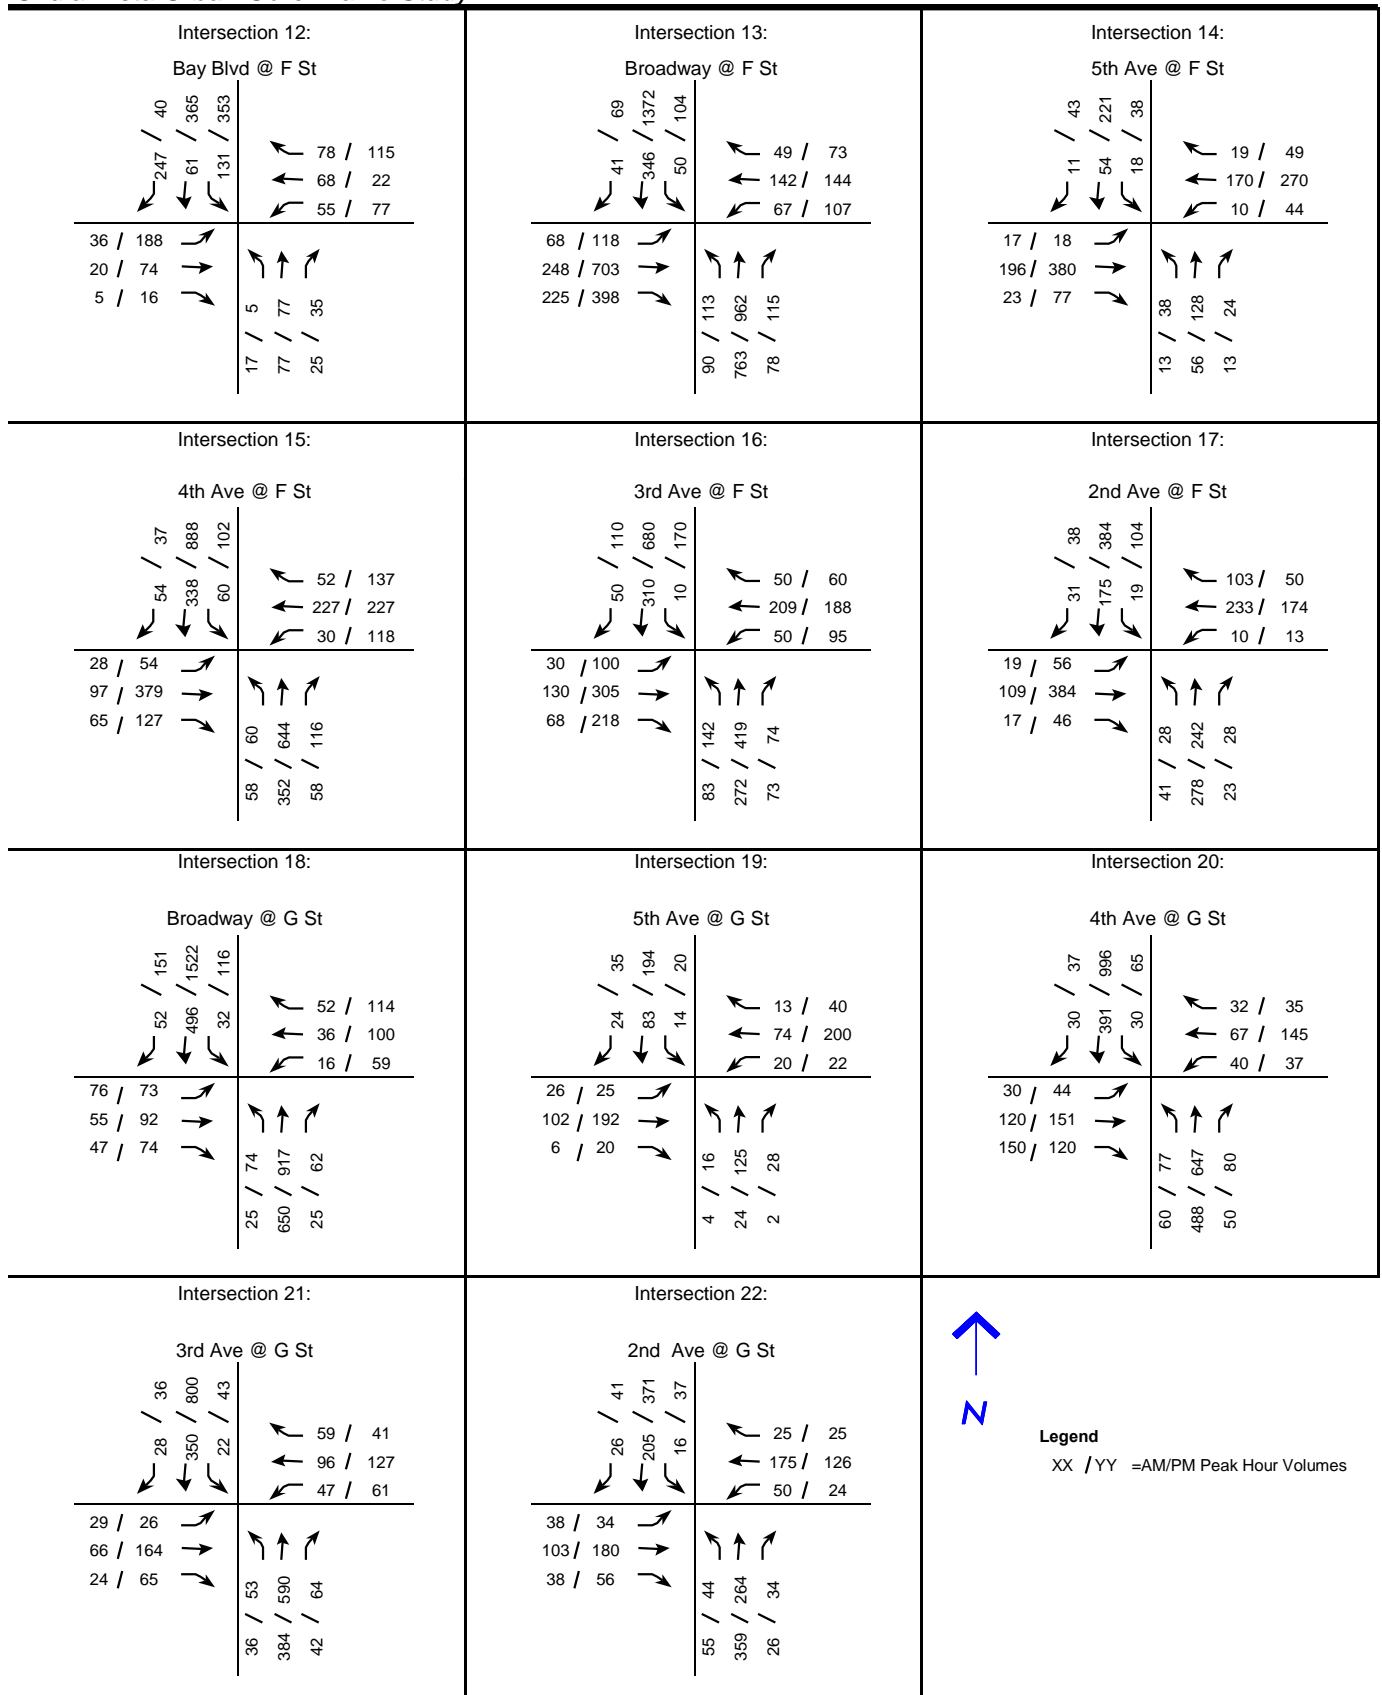 Intersection 12:
Bay Blvd @ F St
40 365 353
247 61 131
78 / 115
68 / 22
55 / 77
36 / 188
20 / 74
5 / 16
5 77 35
17 77 25
Intersection 13:
Broadway @ F St
69 1372 104
41 346 50
49 / 73
142 / 144
67 / 107
68 / 118
248 / 703
225 / 398
113 962 115
90 763 78
Intersection 14:
5th Ave @ F St
43 221 38
11 54 18
19 / 49
170 / 270
10 / 44
17 / 18
196 / 380
23 / 77
38 128 24
13 56 13
Intersection 15:
4th Ave @ F St
37 888 102
54 338 60
52 / 137
227 / 227
30 / 118
28 / 54
97 / 379
65 / 127
60 644 116
58 352 58
Intersection 16:
3rd Ave @ F St
110 680 170
50 310 10
50 / 60
209 / 188
50 / 95
30 / 100
130 / 305
68 / 218
142 419 74
83 272 73
Intersection 17:
2nd Ave @ F St
38 384 104
31 175 19
103 / 50
233 / 174
10 / 13
19 / 56
109 / 384
17 / 46
28 242 28
41 278 23
Intersection 18:
Broadway @ G St
151 1522 116
52 496 32
52 / 114
36 / 100
16 / 59
76 / 73
55 / 92
47 / 74
74 917 62
25 650 25
Intersection 19:
5th Ave @ G St
35 194 20
24 83 14
13 / 40
74 / 200
20 / 22
26 / 25
102 / 192
6 / 20
16 125 28
4 24 2
Intersection 20:
4th Ave @ G St
37 996 65
30 391 30
32 / 35
67 / 145
40 / 37
30 / 44
120 / 151
150 / 120
77 647 80
60 488 50
Intersection 21:
3rd Ave @ G St
36 800 43
28 350 22
59 / 41
96 / 127
47 / 61
29 / 26
66 / 164
24 / 65
53 590 64
36 384 42
Intersection 22:
2nd Ave @ G St
41 371 37
26 205 16
25 / 25
175 / 126
50 / 24
38 / 34
103 / 180
38 / 56
44 264 34
55 359 26
N
Legend
XX / YY =AM/PM Peak Hour Volumes